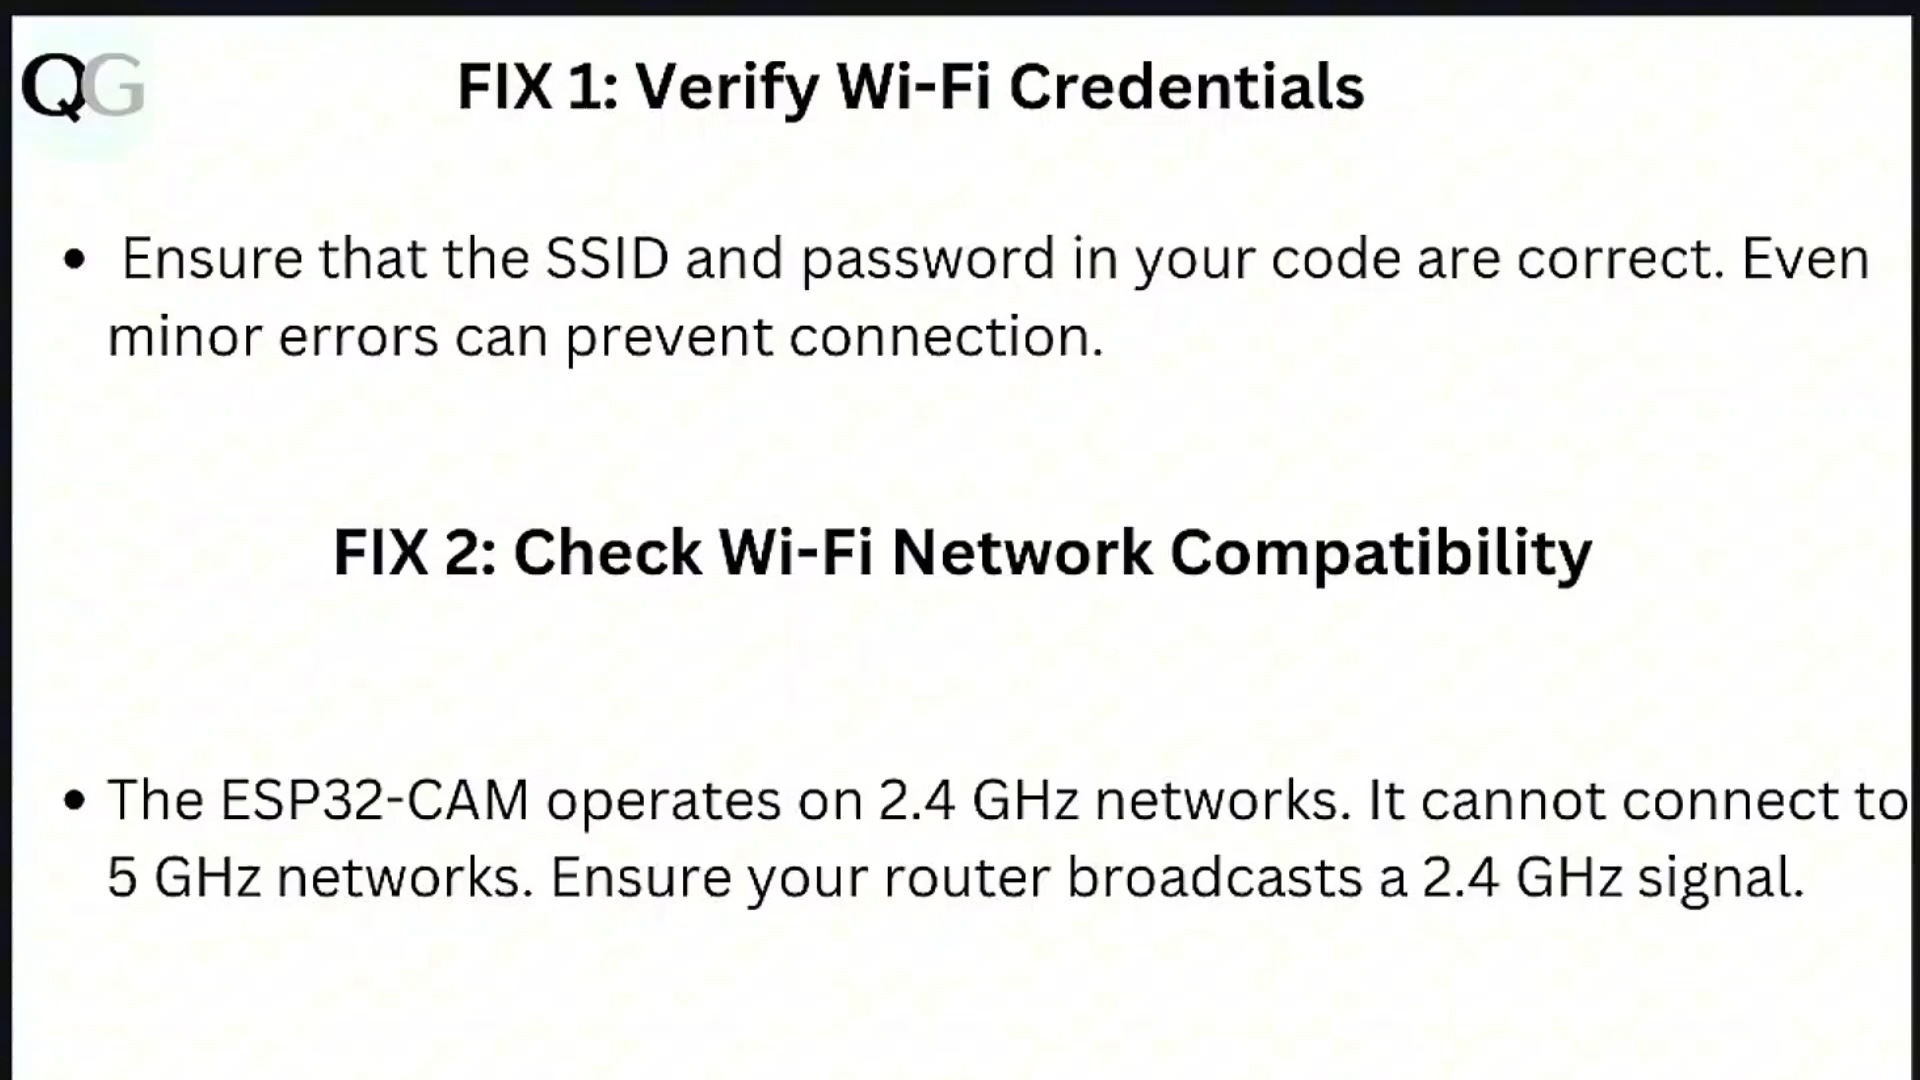 QG
FIX 1: Verify Wi-Fi Credentials
• Ensure that the SSID and password in your code are correct. Even
minor errors can prevent connection.
FIX 2: Check Wi-Fi Network Compatibility
• The ESP32-CAM operates on 2.4 GHz networks. It cannot connect to
5 GHz networks. Ensure your router broadcasts a 2.4 GHz signal.